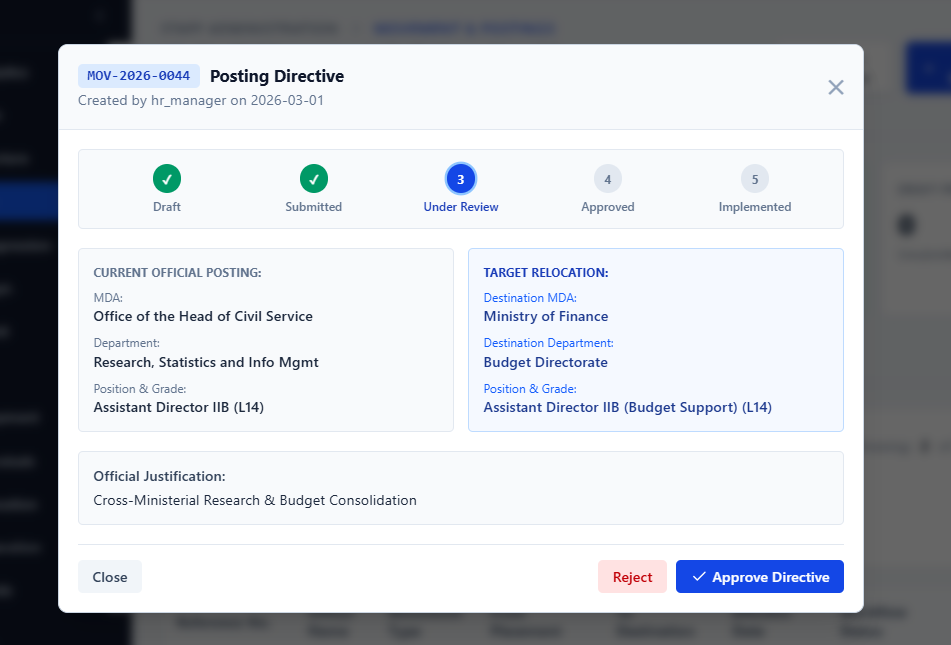 MOV-2026-0044 Posting Directive
Created by hr_manager on 2026-03-01
3 4 5
Draft Submitted Under Review Approved Implemented
CURRENT OFFICIAL POSTING:
MDA:
Office of the Head of Civil Service
Department:
Research, Statistics and Info Mgmt
Position & Grade:
Assistant Director IIB (L14)
TARGET RELOCATION:
Destination MDA:
Ministry of Finance
Destination Department:
Budget Directorate
Position & Grade:
Assistant Director IIB (Budget Support) (L14)
Official Justification:
Cross-Ministerial Research & Budget Consolidation
Close Reject Approve Directive